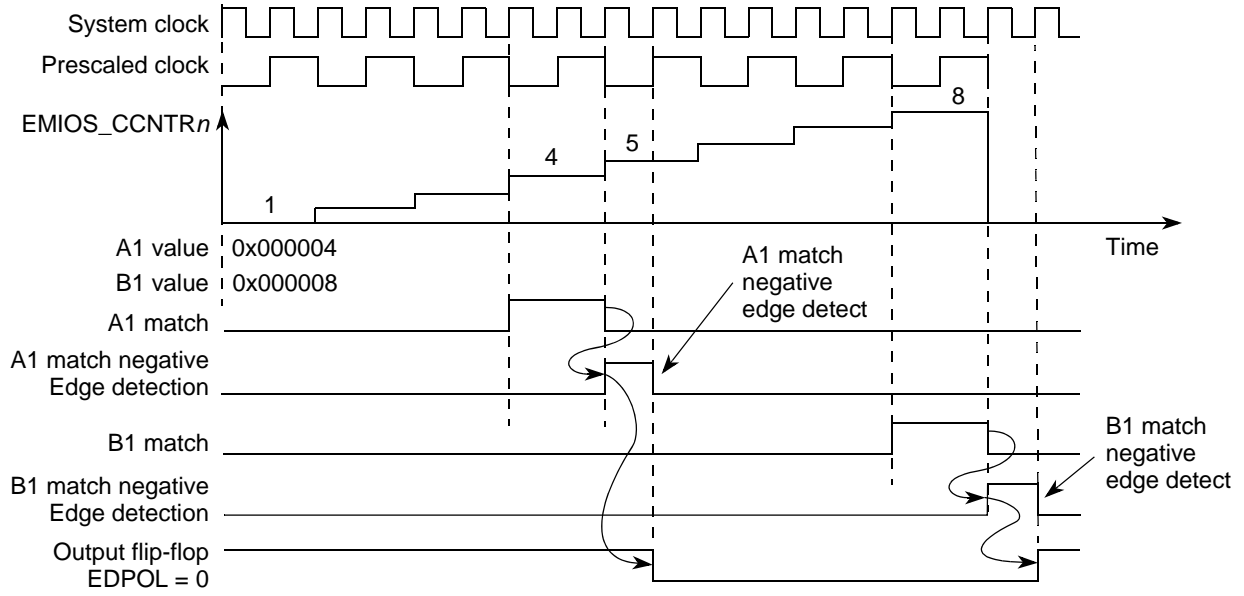 System clock
Prescaled clock
8
EMIOS_CCNTRn
5
4
1
A1 value 0x000004
Time
A1 match
negative
edge detect
B1 value 0x000008
A1 match
A1 match negative
Edge detection
B1 match
B1 match
negative
edge detect
B1 match negative
Edge detection
Output flip-flop
EDPOL = 0